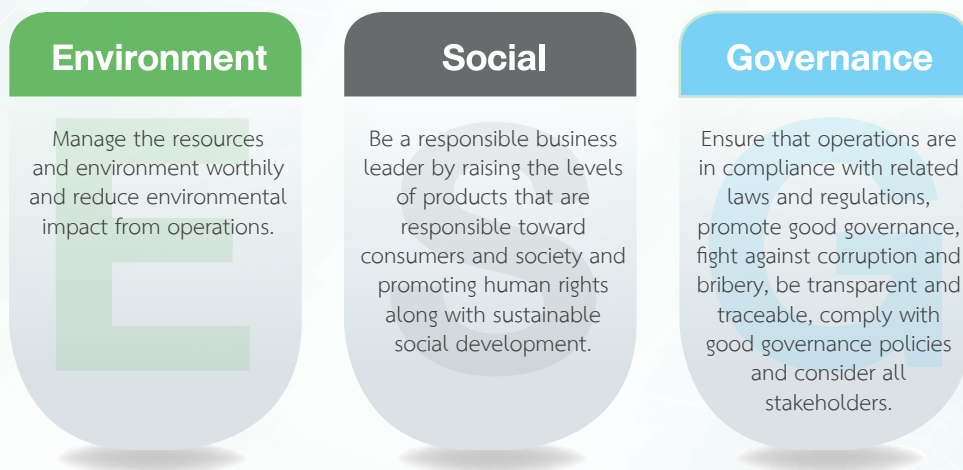 Environment
Manage the resources
and environment worthily
and reduce environmental
impact from operations.
E
Social
Be a responsible business
leader by raising the levels
of products that are
responsible toward
consumers and society and
promoting human rights
along with sustainable
social development.
S
Governance
Ensure that operations are
in compliance with related
laws and regulations,
promote good governance,
fight against corruption and
bribery, be transparent and
traceable, comply with
good governance policies
and consider all
stakeholders.
G